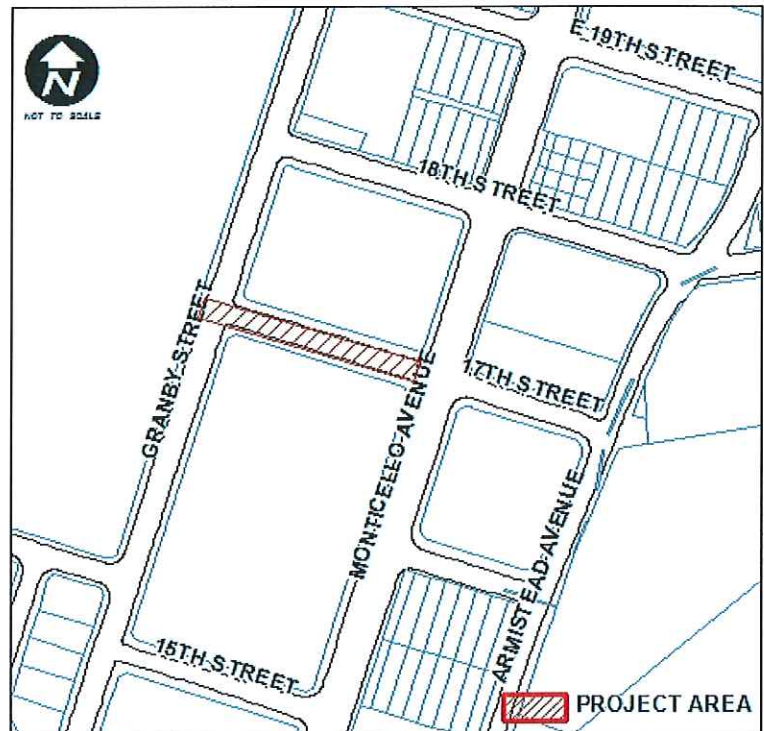 E 19TH STREET
N
NOT TO SCALE
18TH STREET
GRANBY STREET
MONTICELLO AVENUE
17TH STREET
ARMISTEAD AVENUE
15TH STREET
PROJECT AREA